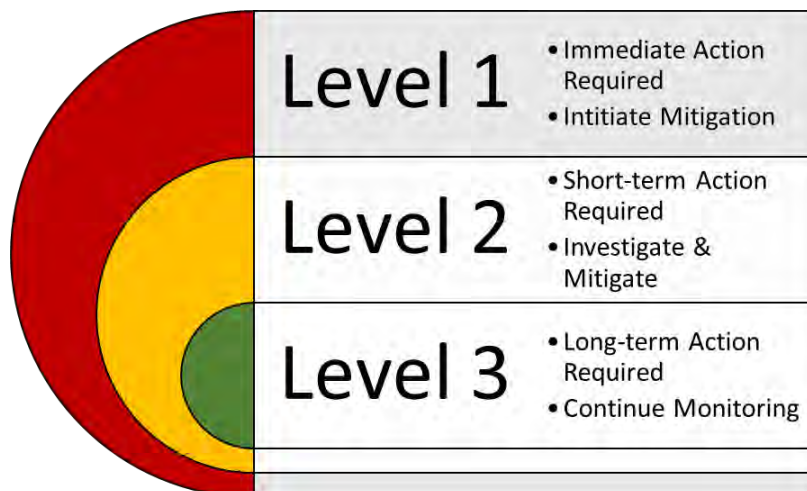 Level 1
• Immediate Action
Required
• Intitiate Mitigation
Level 2
• Short-term Action
Required
• Investigate &
Mitigate
Level 3
• Long-term Action
Required
• Continue Monitoring